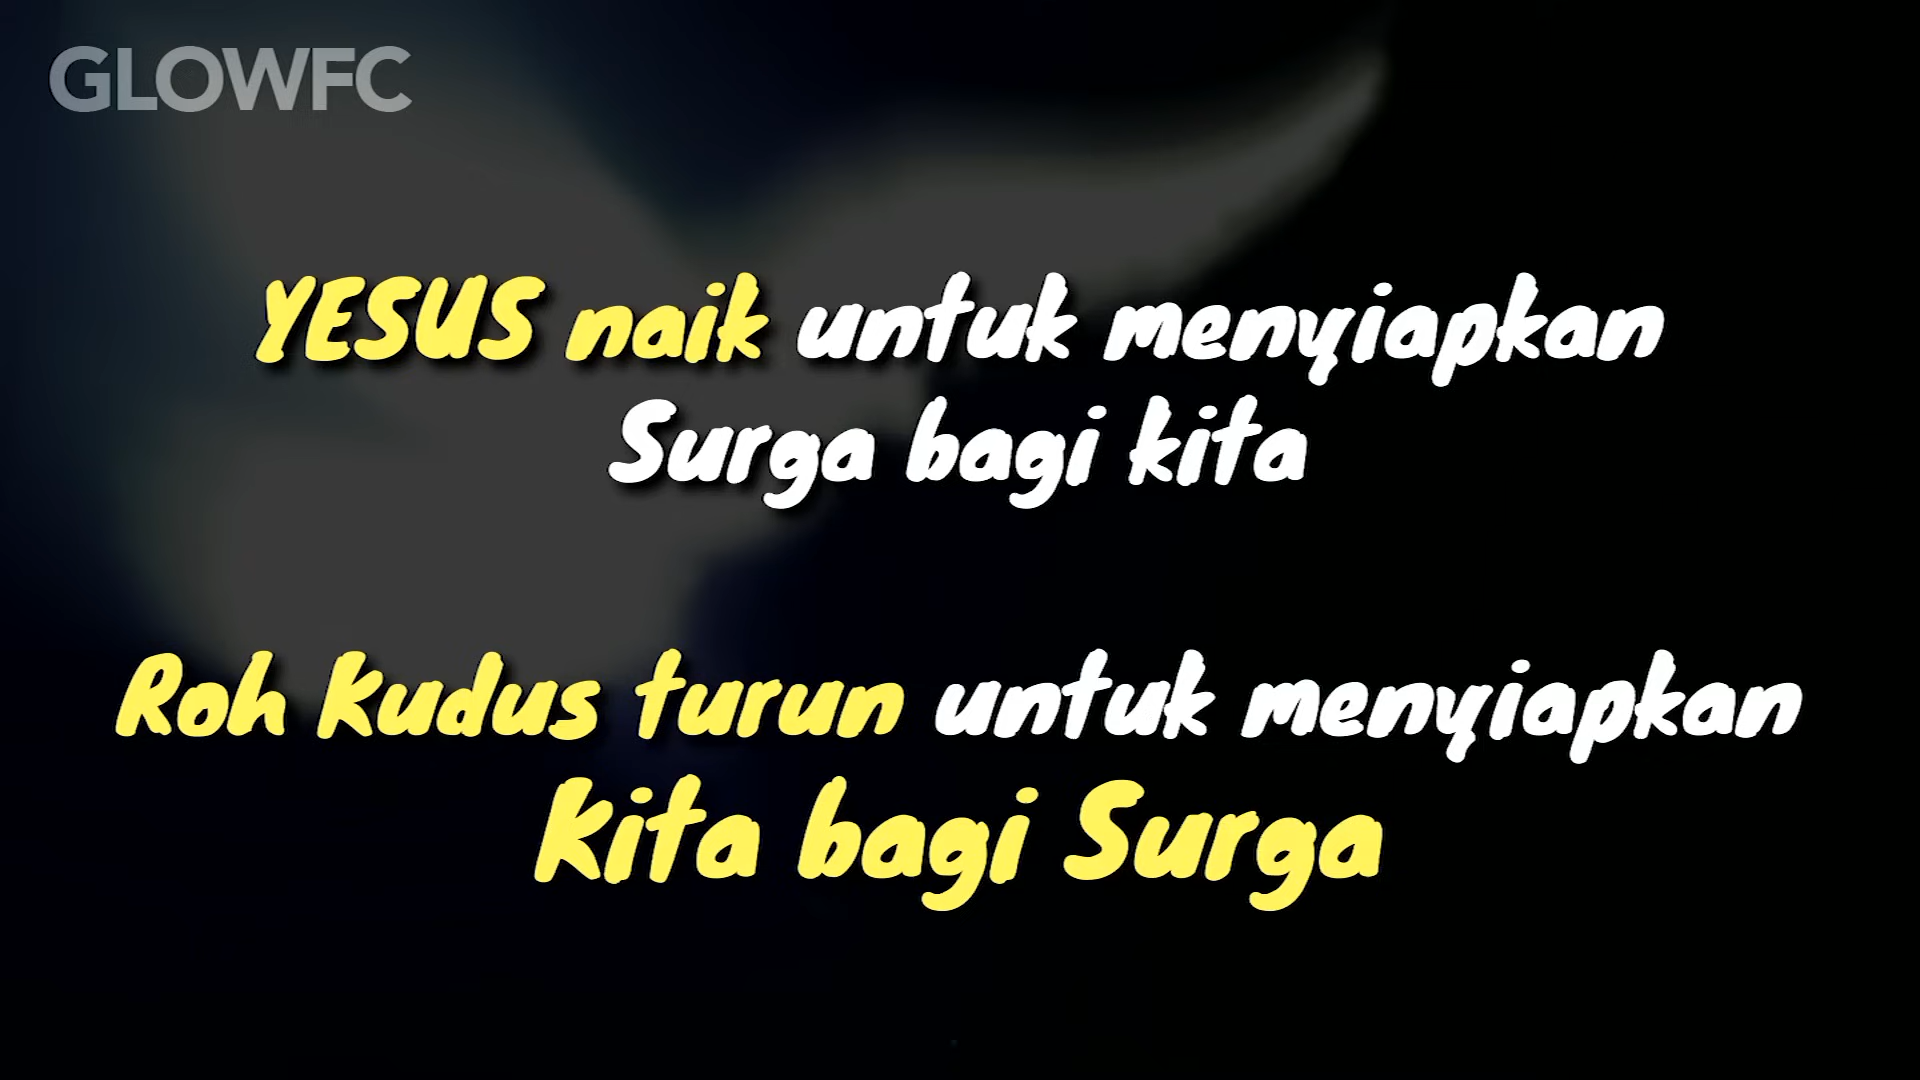 GLOWFC
YESUS naik untuk menyiapkan
Surga bagi kita
Roh Kudus turun untuk menyiapkan
Kita bagi Surga